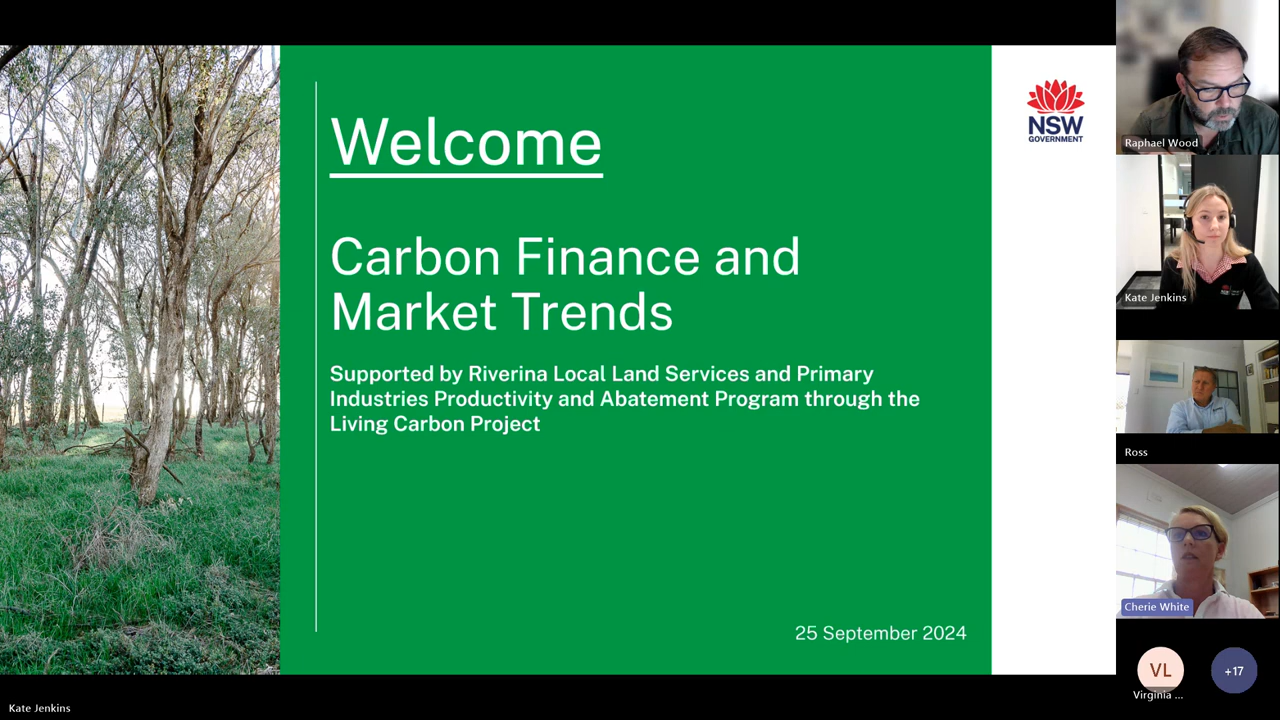 Welcome
Carbon Finance and
Market Trends
Supported by Riverina Local Land Services and Primary
Industries Productivity and Abatement Program through the
Living Carbon Project
25 September 2024
NSW
GOVERNMENT
Raphael Wood
Kate Jenkins
Ross
Cherie White
VL
+17
Virginia ...
Kate Jenkins